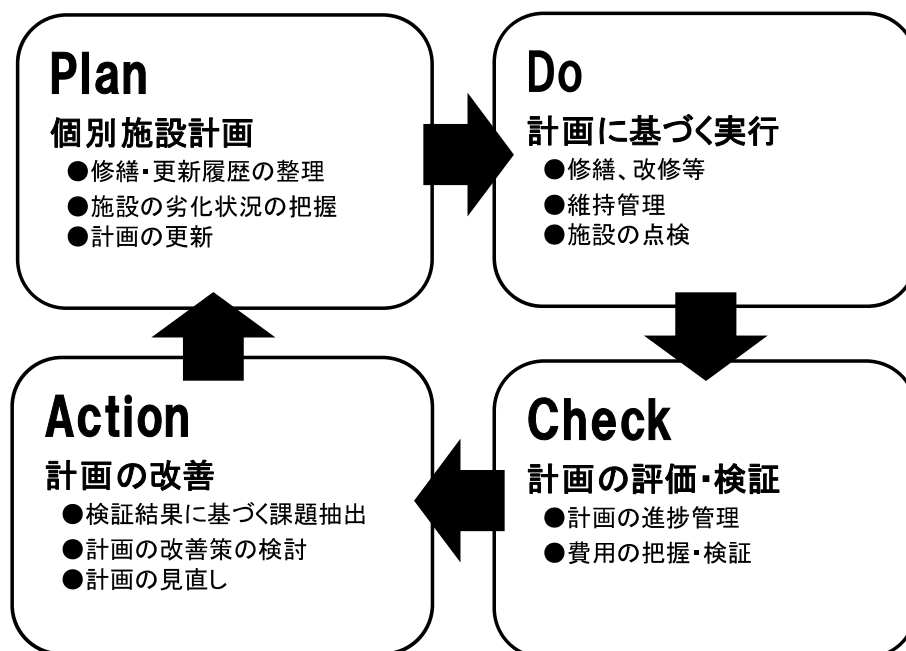 Plan
個別施設計画
●修繕・更新履歴の整理
●施設の劣化状況の把握
●計画の更新
Do
計画に基づく実行
●修繕、改修等
●維持管理
●施設の点検
Action
計画の改善
●検証結果に基づく課題抽出
●計画の改善策の検討
●計画の見直し
Check
計画の評価・検証
●計画の進捗管理
●費用の把握・検証